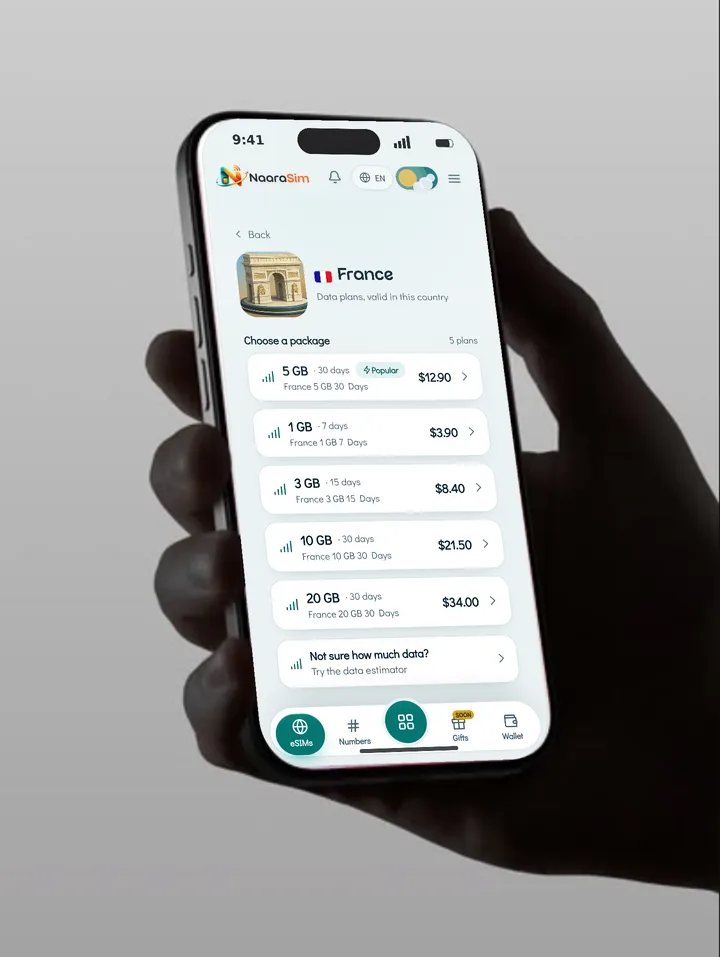 9:41
NaaraSim
EN
Back
France
Data plans, valid in this country
Choose a package
5 plans
5 GB · 30 days
Popular
$12.90
France 5 GB 30 Days
1 GB · 7 days
$3.90
France 1 GB 7 Days
3 GB · 15 days
$8.40
France 3 GB 15 Days
10 GB · 30 days
$21.50
France 10 GB 30 Days
20 GB · 30 days
$34.00
France 20 GB 30 Days
Not sure how much data?
Try the data estimator
eSIMs
Numbers
SOON
Gifts
Wallet